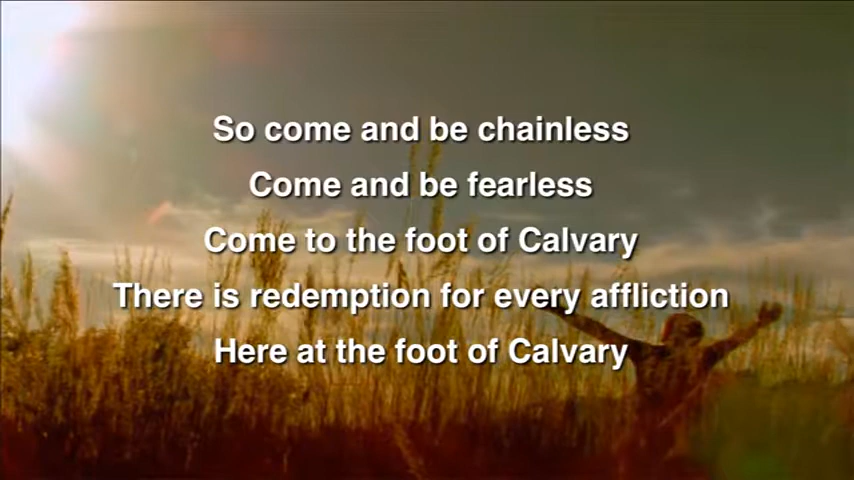 So come and be chainless
Come and be fearless
Come to the foot of Calvary
There is redemption for every affliction
Here at the foot of Calvary